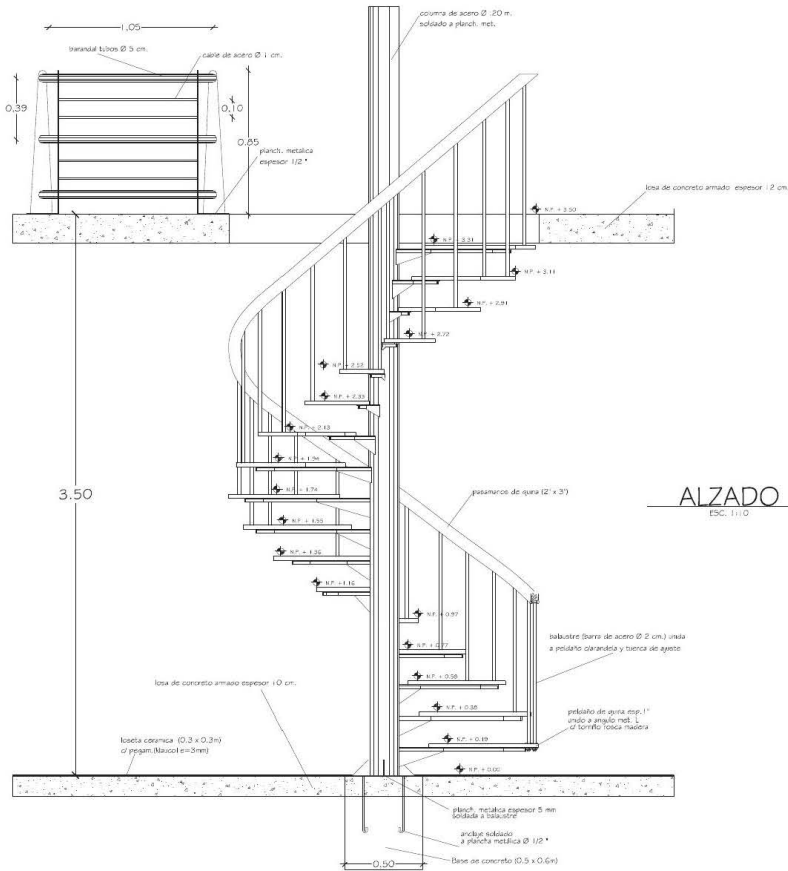 1,05
barandal tubos Ø 5 cm.
cable de acero Ø 1 cm.
columna de acero Ø .20 m.
soldado a planch. met.
0,39
0,10
0.85
planch. metalica
espesor 1/2 "
losa de concreto armado espesor 12 cm.
N.P. + 3.50
N.P. + 3.31
N.P. + 3.11
N.P. + 2.91
N.P. + 2.72
N.P. + 2.52
N.P. + 2.33
N.P. + 2.13
N.P. + 1.94
N.P. + 1.74
N.P. + 1.55
N.P. + 1.36
N.P. + 1.16
3.50
pasamanos de ajuna (2" x 3")
ALZADO
ESC. 1:10
N.P. + 0.97
N.P. + 0.77
N.P. + 0.58
N.P. + 0.38
N.P. + 0.19
N.P. + 0.00
balaustre (barra de acero Ø 2 cm.) unida
a peldaño c/arandela y tuerca de ajuste
losa de concreto armado espesor 10 cm.
peldaño de ajuna esp. 1"
unido a angulo met. L
c/ tornillo rosca madera
loseta ceramica (0.3 x 0.3m)
c/ pegam. e=3mm)
planch. metalica espesor 5 mm
soldada a balaustre
anclaje soldado
a plancha metálica Ø 1/2 "
Base de concreto (0.5 x 0.6m)
0.50